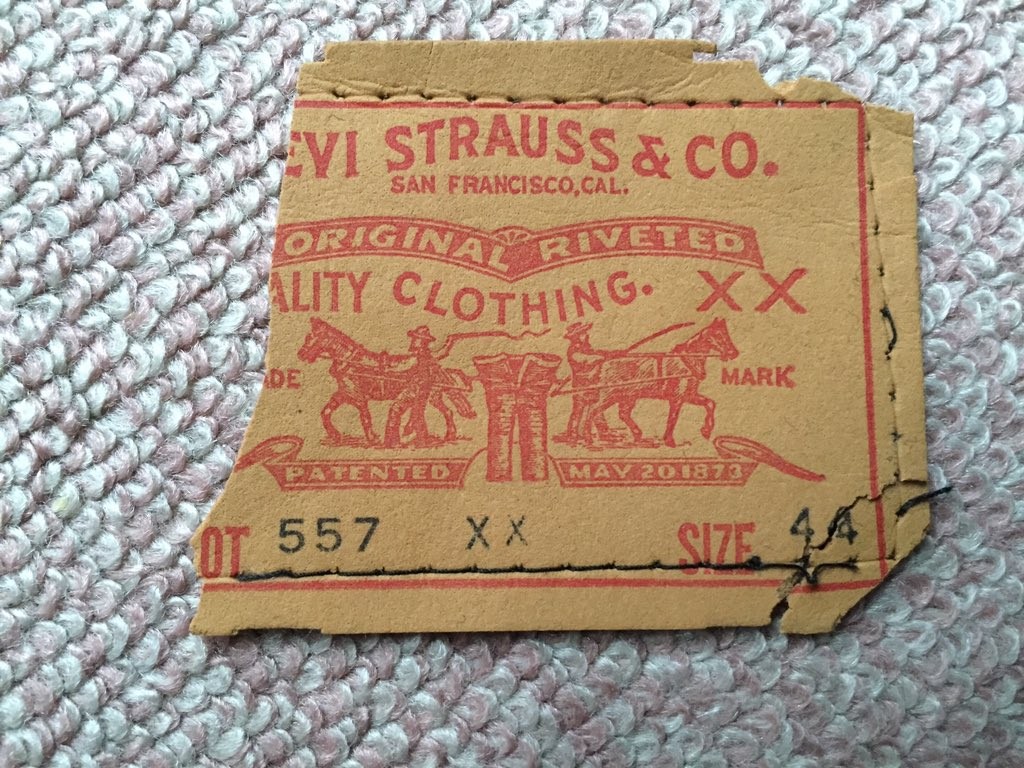 EVI STRAUSS & CO.
SAN FRANCISCO, CAL.
ORIGINAL RIVETED
ALITY CLOTHING. XX
DE MARK
PATENTED MAY 20 1873
OT 557 XX SIZE 44